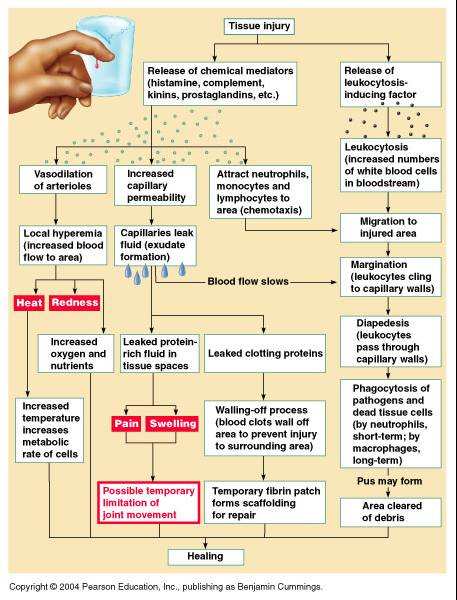 Tissue injury
Release of chemical mediators
(histamine, complement,
kinins, prostaglandins, etc.)
Release of
leukocytosis-
inducing factor
Leukocytosis
(increased numbers
of white blood cells
in bloodstream)
Vasodilation
of arterioles
Increased
capillary
permeability
Attract neutrophils,
monocytes and
lymphocytes to
area (chemotaxis)
Migration to
injured area
Local hyperemia
(increased blood
flow to area)
Capillaries leak
fluid (exudate
formation)
Blood flow slows
Margination
(leukocytes cling
to capillary walls)
Heat
Redness
Diapedesis
(leukocytes
pass through
capillary walls)
Increased
oxygen and
nutrients
Leaked protein-
rich fluid in
tissue spaces
Leaked clotting proteins
Phagocytosis of
pathogens and
dead tissue cells
(by neutrophils,
short-term; by
macrophages,
long-term)
Increased
temperature
increases
metabolic
rate of cells
Pain
Swelling
Walling-off process
(blood clots wall off
area to prevent injury
to surrounding area)
Pus may form
Possible temporary
limitation of
joint movement
Temporary fibrin patch
forms scaffolding
for repair
Area cleared
of debris
Healing
Copyright © 2004 Pearson Education, Inc., publishing as Benjamin Cummings.